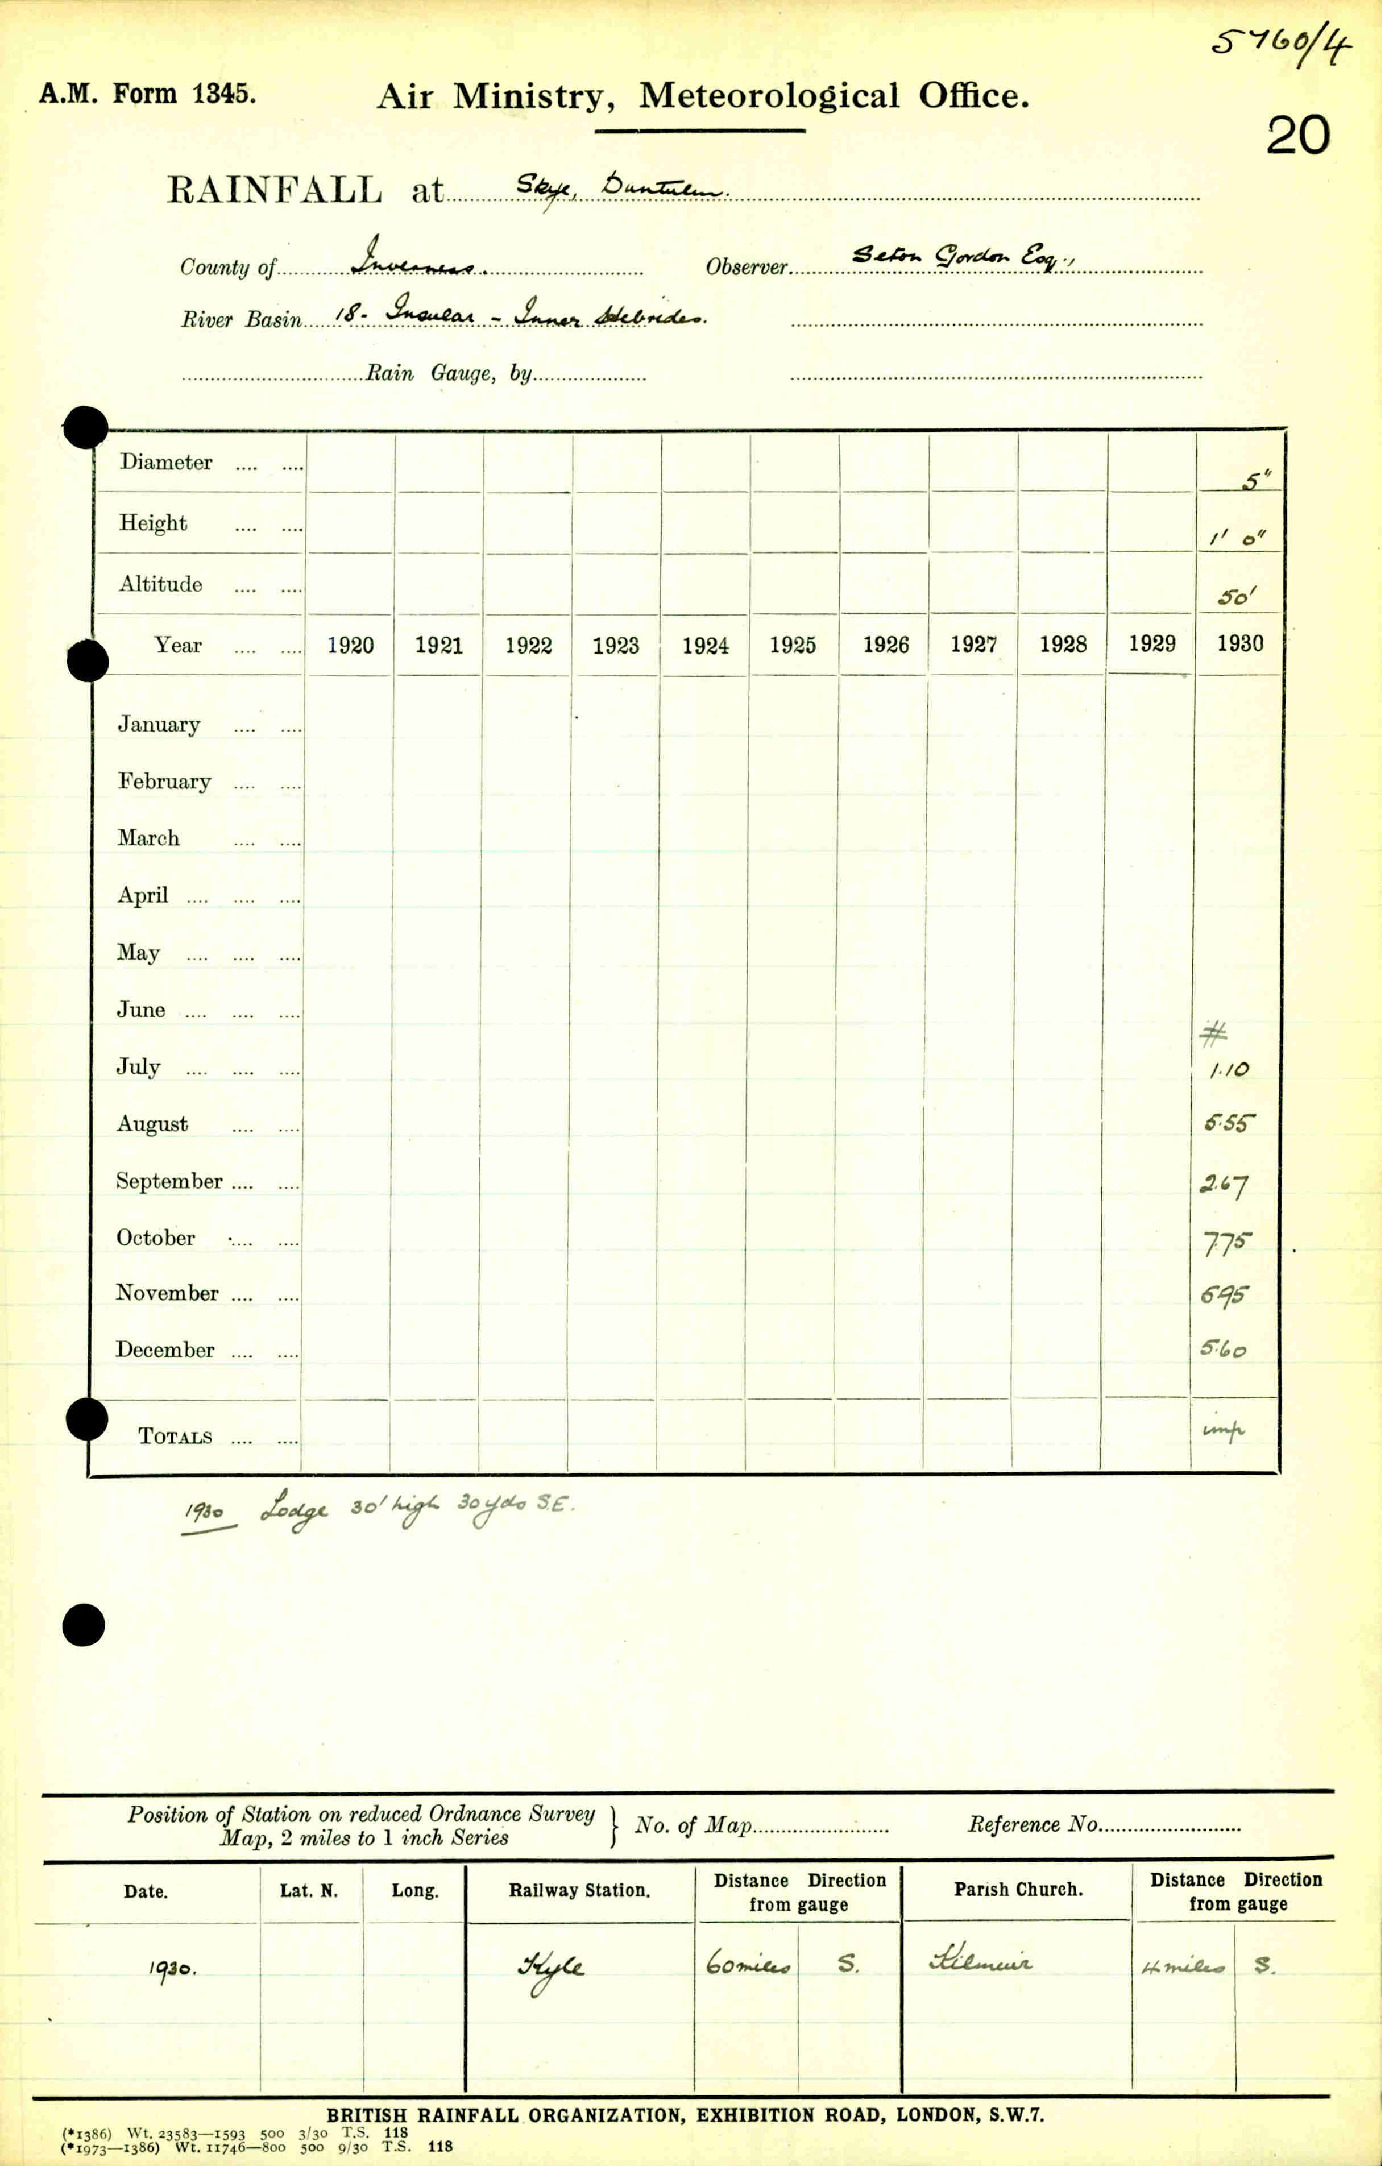 5760/4
A.M. Form 1345. Air Ministry, Meteorological Office.
20
RAINFALL at Skye, Duntulm.
County of Inverness. Observer Seton Gordon Esq.,
River Basin 18. Insular – Inner Hebrides.
Rain Gauge, by
Diameter 5"
Height 1' 0"
Altitude 50'
Year 1920 1921 1922 1923 1924 1925 1926 1927 1928 1929 1930
January
February
March
April
May
June
#
July 1.10
August 5.55
September 2.67
October 7.75
November 6.95
December 5.60
TOTALS imp
1930 Lodge 30' high 30 yds S.E.
Position of Station on reduced Ordnance Survey
Map, 2 miles to 1 inch Series } No. of Map Reference No.
Date. Lat. N. Long. Railway Station. Distance Direction from gauge Parish Church. Distance Direction from gauge
1930. Kyle 60 miles S. Kilmuir 4 miles S.
BRITISH RAINFALL ORGANIZATION, EXHIBITION ROAD, LONDON, S.W.7.
(*1386) Wt. 23583—1593 500 3/30 T.S. 118
(*1973—1386) Wt. 11746—800 500 9/30 T.S. 118